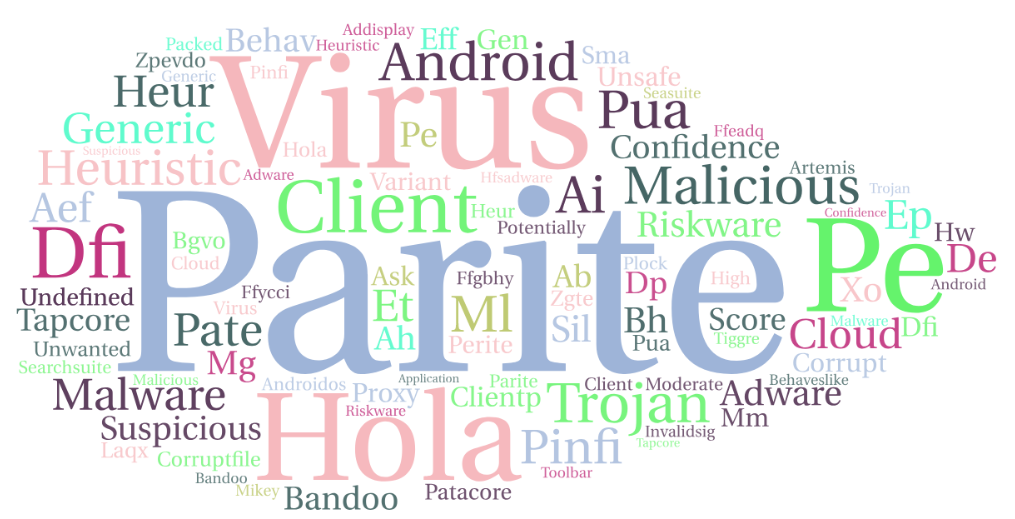 Addisplay
Packed
Behav
Heuristic
Eff
Gen
Zpevdo
Generic
Pinfi
Virus
Android
Sma
Unsafe
Seasuite
Heur
Pua
Generic
Pe
Ffeadq
Suspicious
Hola
Confidence
Heuristic
Adware
Variant
Hfsadware
Artemis
Malicious
Ai
Trojan
Aef
Client
Heur
Potentially
Riskware
Confidence
Ep
Hw
Dfi
Bgvo
Parite
Pe
De
Cloud
Ask
Ffgbhy
Ab
Plock
Dp
High
Xo
Android
Undefined
Ffycci
Virus
Et
Ml
Zgte
Bh
Score
Malware
Dfi
Tapcore
Pate
Ah
Perite
Sil
Pua
Tiggre
Cloud
Unwanted
Mg
Corrupt
Searchsuite
Malicious
Androidos
Application
Parite
Client
Moderate
Behaveslike
Malware
Proxy
Clientp
Trojan
Adware
Riskware
Hola
Mm
Suspicious
Invalidsig
Tapcore
Laqx
Corruptfile
Pinfi
Toolbar
Bandoo
Mikey
Bandoo
Patacore